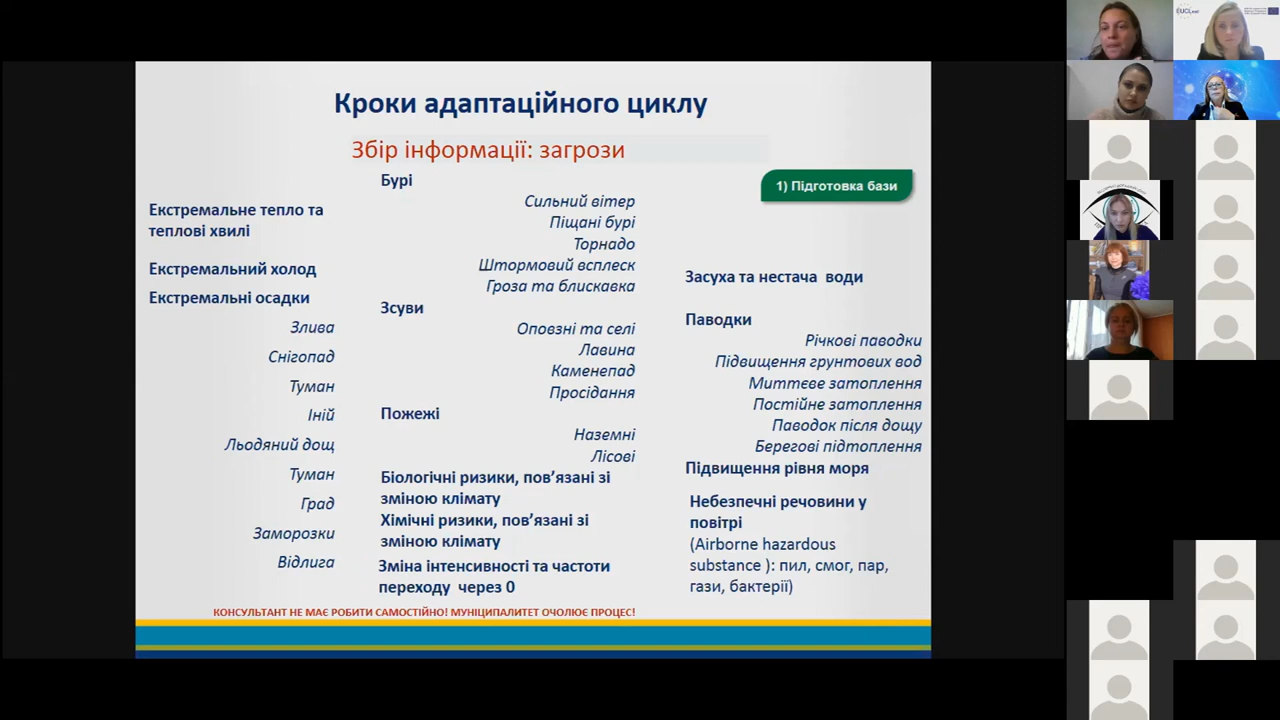 Кроки адаптаційного циклу
Збір інформації: загрози
1) Підготовка бази
Екстремальне тепло та
теплові хвилі
Екстремальний холод
Екстремальні осадки
Злива
Снігопад
Туман
Іній
Льодяний дощ
Туман
Град
Заморозки
Відлига
Бурі
Сильний вітер
Піщані бурі
Торнадо
Штормовий всплеск
Гроза та блискавка
Зсуви
Оповзні та селі
Лавина
Каменепад
Просідання
Пожежі
Наземні
Лісові
Біологічні ризики, пов’язані зі
зміною клімату
Хімічні ризики, пов’язані зі
зміною клімату
Зміна інтенсивності та частоти
переходу через 0
Засуха та нестача води
Паводки
Річкові паводки
Підвищення грунтових вод
Миттєве затоплення
Постійне затоплення
Паводок після дощу
Берегові підтоплення
Підвищення рівня моря
Небезпечні речовини у
повітрі
(Airborne hazardous
substance ): пил, смог, пар,
гази, бактерії)
КОНСУЛЬТАНТ НЕ МАЄ РОБИТИ САМОСТІЙНО! МУНІЦИПАЛИТЕТ ОЧОЛЮЄ ПРОЦЕС!